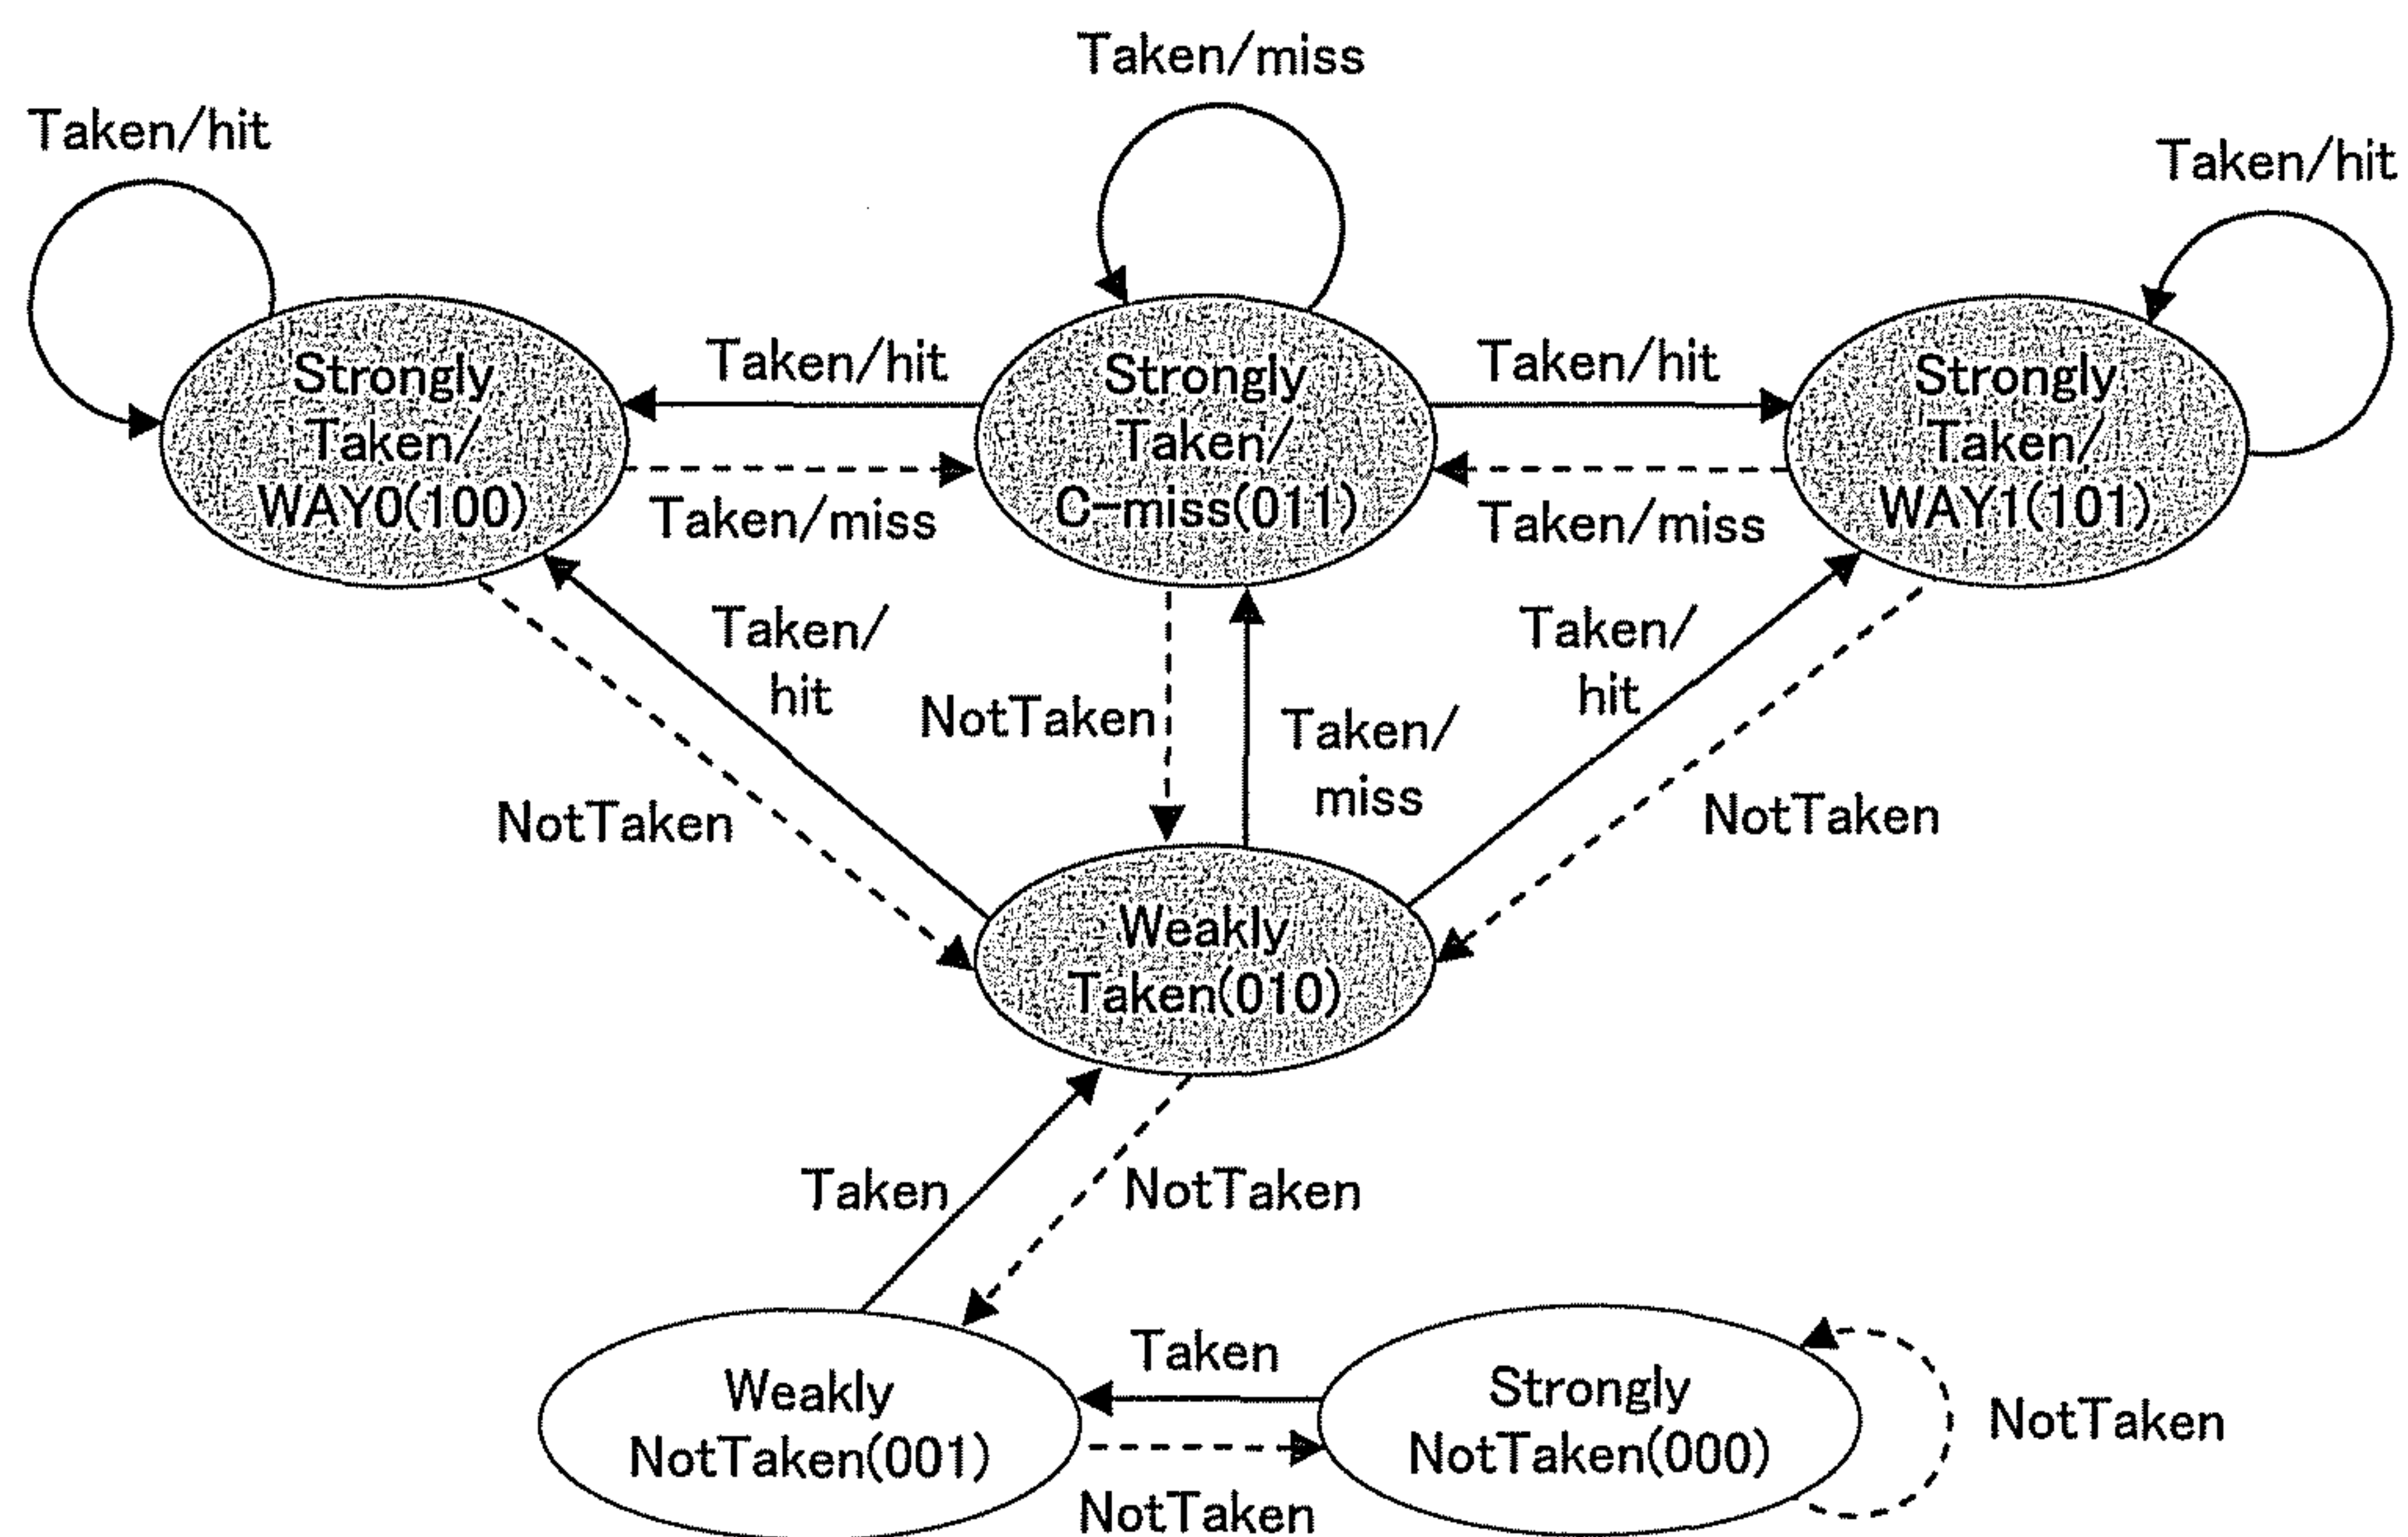 Taken/miss
Taken/hit
Taken/hit
Strongly
Taken/
WAY0(100)
Taken/hit
Taken/miss
Strongly
Taken/
C-miss(011)
Taken/hit
Taken/miss
Strongly
Taken/
WAY1(101)
Taken/
hit
NotTaken
NotTaken
Taken/
miss
Taken/
hit
NotTaken
Weakly
Taken(010)
Taken
NotTaken
Weakly
NotTaken(001)
Taken
NotTaken
Strongly
NotTaken(000)
NotTaken